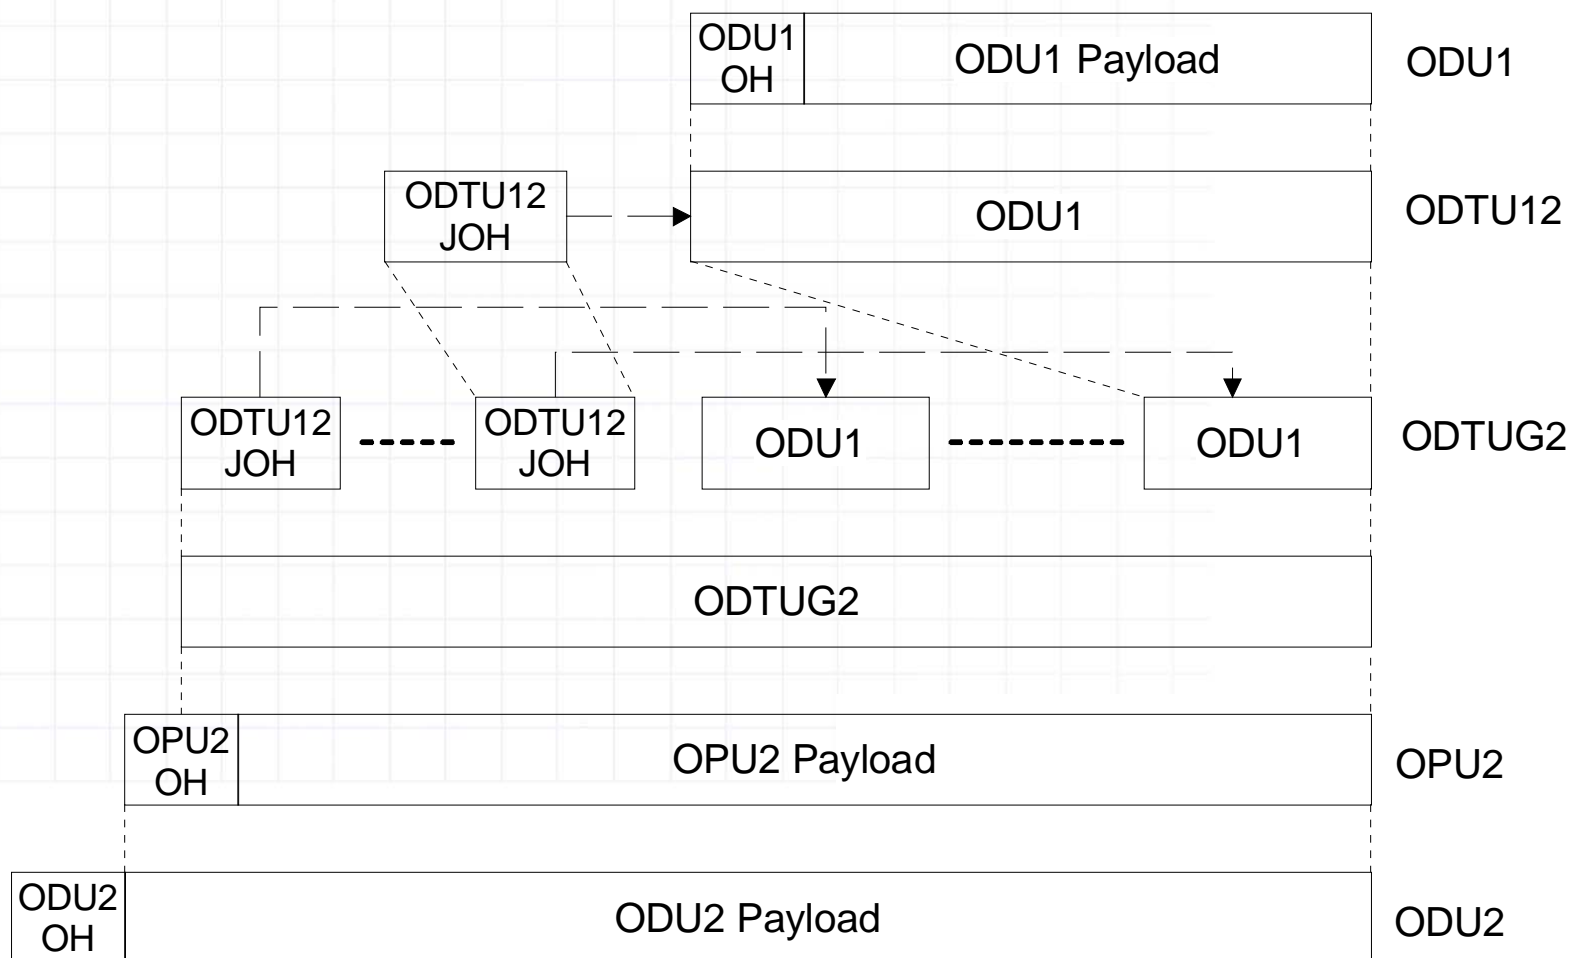 ODU1
OH
ODU1 Payload
ODU1
ODTU12
JOH
ODU1
ODTU12
ODTU12
JOH
ODTU12
JOH
ODU1
ODU1
ODTUG2
ODTUG2
OPU2
OH
OPU2 Payload
OPU2
ODU2
OH
ODU2 Payload
ODU2